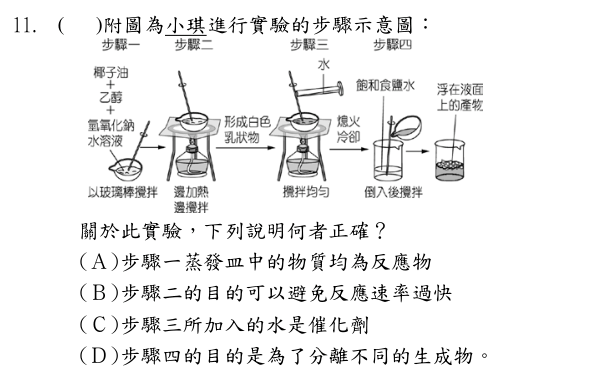 11. (    )附圖為小琪進行實驗的步驟示意圖：
步驟一 步驟二 步驟三 步驟四
椰子油
+
乙醇
+
氫氧化鈉
水溶液
以玻璃棒攪拌
邊加熱
邊攪拌
形成白色
乳狀物
水
攪拌均勻
熄火
冷卻
飽和食鹽水
倒入後攪拌
浮在液面
上的產物
關於此實驗，下列說明何者正確？
(A)步驟一蒸發皿中的物質均為反應物
(B)步驟二的目的可以避免反應速率過快
(C)步驟三所加入的水是催化劑
(D)步驟四的目的是為了分離不同的生成物。